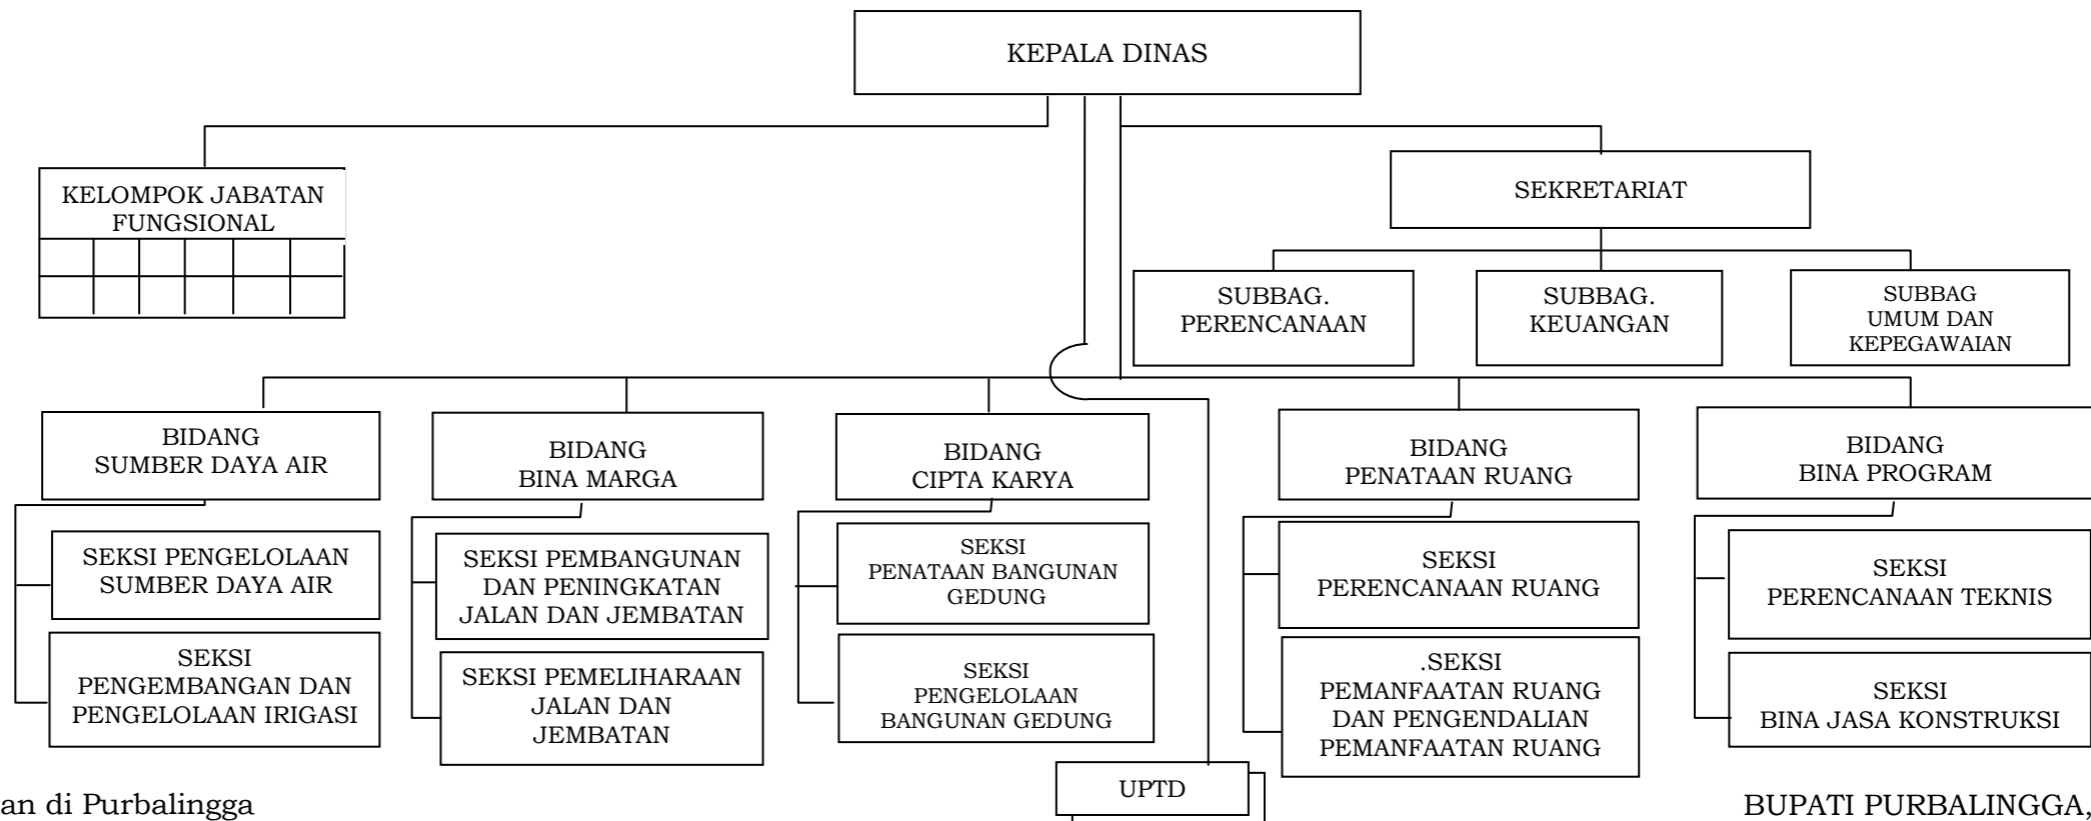 KEPALA DINAS
KELOMPOK JABATAN
FUNGSIONAL
SEKRETARIAT
SUBBAG.
PERENCANAAN
SUBBAG.
KEUANGAN
SUBBAG
UMUM DAN
KEPEGAWAIAN
BIDANG
SUMBER DAYA AIR
BIDANG
BINA MARGA
BIDANG
CIPTA KARYA
BIDANG
PENATAAN RUANG
BIDANG
BINA PROGRAM
SEKSI PENGELOLAAN
SUMBER DAYA AIR
SEKSI PEMBANGUNAN
DAN PENINGKATAN
JALAN DAN JEMBATAN
SEKSI
PENATAAN BANGUNAN
GEDUNG
SEKSI
PERENCANAAN RUANG
SEKSI
PERENCANAAN TEKNIS
SEKSI
PENGEMBANGAN DAN
PENGELOLAAN IRIGASI
SEKSI PEMELIHARAAN
JALAN DAN
JEMBATAN
SEKSI
PENGELOLAAN
BANGUNAN GEDUNG
.SEKSI
PEMANFAATAN RUANG
DAN PENGENDALIAN
PEMANFAATAN RUANG
SEKSI
BINA JASA KONSTRUKSI
UPTD
an di Purbalingga
BUPATI PURBALINGGA,